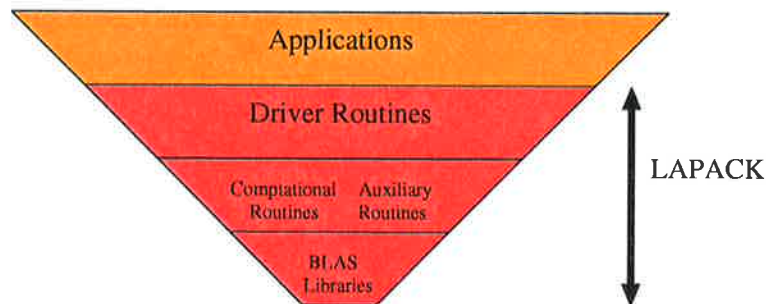 Applications
Driver Routines
LAPACK
Comptational Auxiliary
Routines Routines
BLAS
Libraries